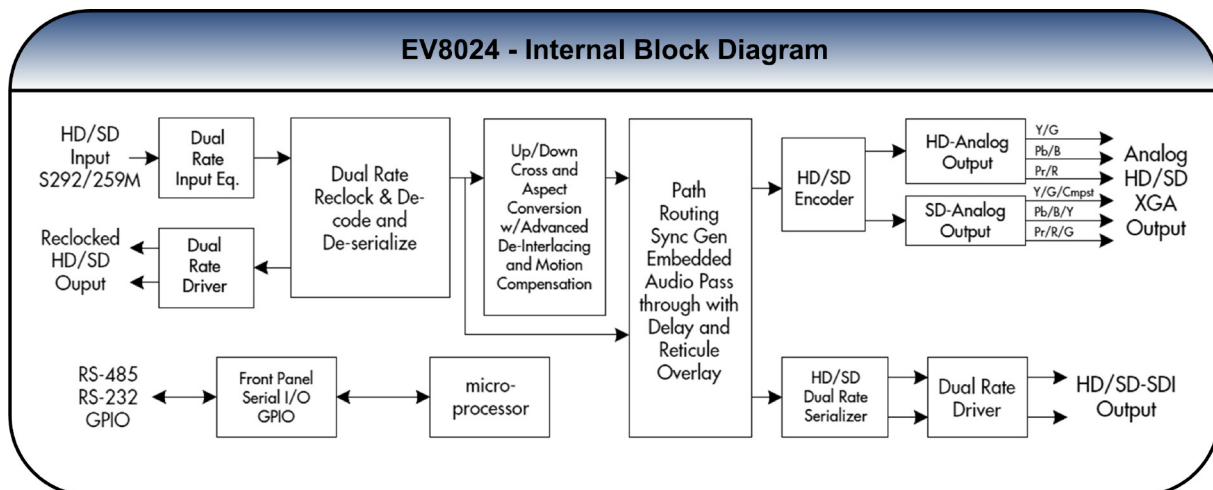 EV8024 - Internal Block Diagram
HD/SD
Input
S292/259M
Dual
Rate
Input Eq.
Dual Rate
Reclock & De-
code and
De-serialize
Up/Down
Cross and
Aspect
Conversion
w/Advanced
De-Interlacing
and Motion
Compensation
Path
Routing
Sync Gen
Embedded
Audio Pass
through with
Delay and
Reticule
Overlay
HD/SD
Encoder
HD-Analog
Output
Y/G
Pb/B
Pr/R
SD-Analog
Output
Y/G/Cmpst
Pb/B/Y
Pr/R/G
Analog
HD/SD
XGA
Output
Reclocked
HD/SD
Ouput
Dual
Rate
Driver
RS-485
RS-232
GPIO
Front Panel
Serial I/O
GPIO
micro-
processor
HD/SD
Dual Rate
Serializer
Dual Rate
Driver
HD/SD-SDI
Output